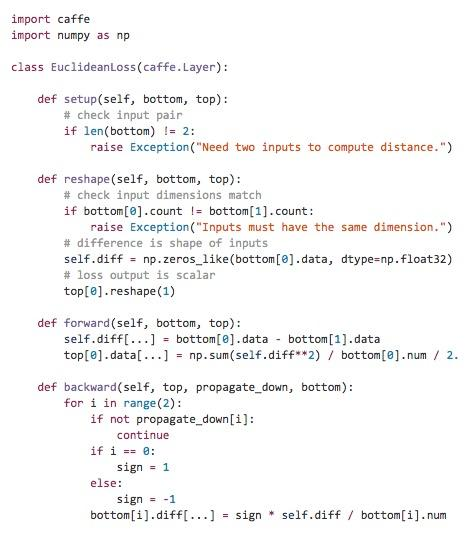 import caffe
import numpy as np

class EuclideanLoss(caffe.Layer):

    def setup(self, bottom, top):
        # check input pair
        if len(bottom) != 2:
            raise Exception("Need two inputs to compute distance.")

    def reshape(self, bottom, top):
        # check input dimensions match
        if bottom[0].count != bottom[1].count:
            raise Exception("Inputs must have the same dimension.")
        # difference is shape of inputs
        self.diff = np.zeros_like(bottom[0].data, dtype=np.float32)
        # loss output is scalar
        top[0].reshape(1)

    def forward(self, bottom, top):
        self.diff[...] = bottom[0].data - bottom[1].data
        top[0].data[...] = np.sum(self.diff**2) / bottom[0].num / 2.

    def backward(self, top, propagate_down, bottom):
        for i in range(2):
            if not propagate_down[i]:
                continue
            if i == 0:
                sign = 1
            else:
                sign = -1
            bottom[i].diff[...] = sign * self.diff / bottom[i].num